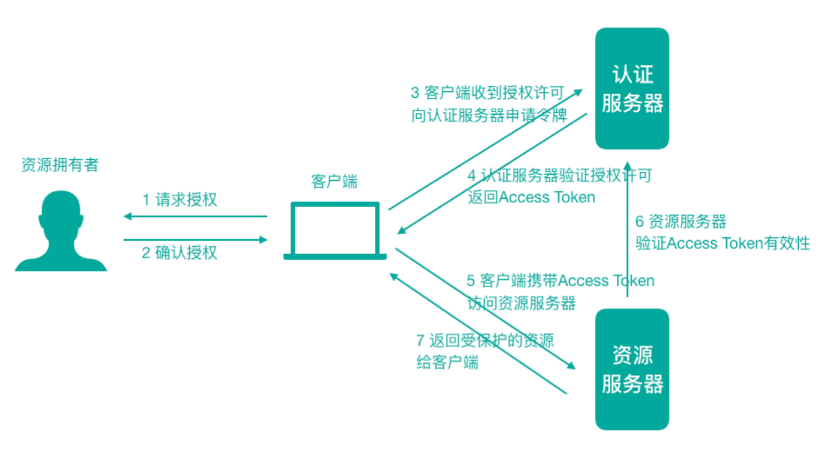 认证
服务器
3 客户端收到授权许可
向认证服务器申请令牌
资源拥有者
客户端
4 认证服务器验证授权许可
返回Access Token
1 请求授权
2 确认授权
6 资源服务器
验证Access Token有效性
5 客户端携带Access Token
访问资源服务器
7 返回受保护的资源
给客户端
资源
服务器